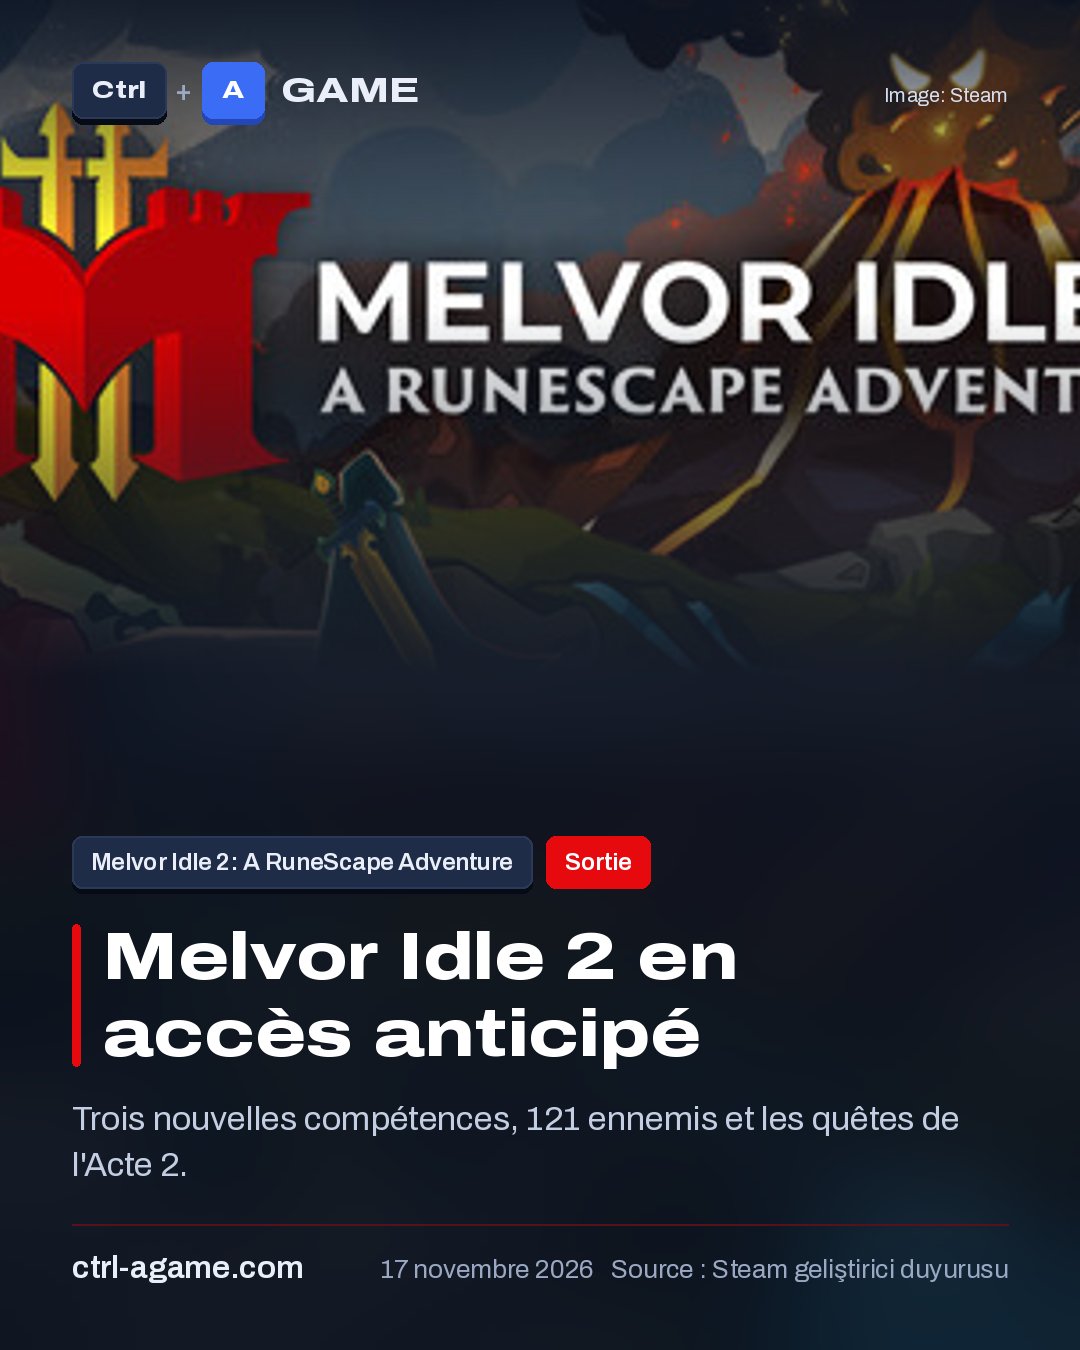 Ctrl + A GAME
Image: Steam
MELVOR IDLE
A RUNESCAPE ADVENT
Melvor Idle 2: A RuneScape Adventure
Sortie
Melvor Idle 2 en
accès anticipé
Trois nouvelles compétences, 121 ennemis et les quêtes de
l'Acte 2.
ctrl-agame.com
17 novembre 2026 Source : Steam geliştirici duyurusu